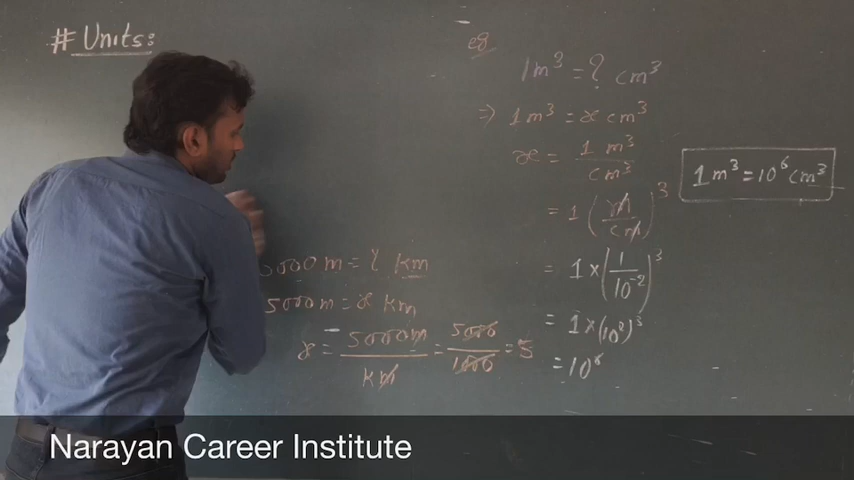 # Units:
5000 m = ? km
5000 m = x km
x = 5000m / km = 5000 / 1000 = 5
eg
1m³ = ? cm³
⇒ 1m³ = x cm³
x = 1 m³ / cm³
= 1 (m / cm)³
= 1 × (1 / 10⁻²)³
= 1 × (10²)³
= 10⁶
1m³ = 10⁶ cm³
Narayan Career Institute